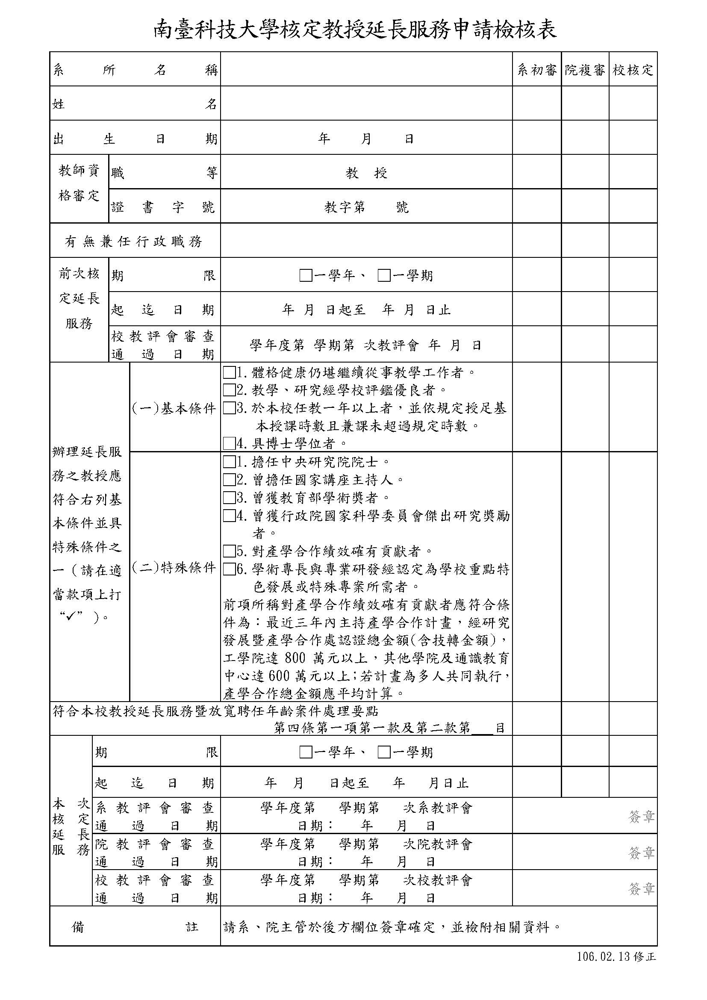 南臺科技大學核定教授延長服務申請檢核表
系所名稱 系初審 院複審 校核定
姓名
出生日期 年 月 日
教師資
格審定
職等 教 授
證書字號 教字第 號
有無兼任行政職務
前次核
定延長
服務
期限 □一學年、 □一學期
起迄日期 年 月 日起至 年 月 日止
校教評會審查
通過日期
學年度第 學期第 次教評會 年 月 日
辦理延長服
務之教授應
符合右列基
本條件並具
特殊條件之
一（請在適
當款項上打
“✓”）。
(一)基本條件
□1.體格健康仍堪繼續從事教學工作者。
□2.教學、研究經學校評鑑優良者。
□3.於本校任教一年以上者，並依規定授足基
本授課時數且兼課未超過規定時數。
□4.具博士學位者。
(二)特殊條件
□1.擔任中央研究院院士。
□2.曾擔任國家講座主持人。
□3.曾獲教育部學術獎者。
□4.曾獲行政院國家科學委員會傑出研究獎勵
者。
□5.對產學合作績效確有貢獻者。
□6.學術專長與專業研發經認定為學校重點特
色發展或特殊專案所需者。
前項所稱對產學合作績效確有貢獻者應符合條
件為：最近三年內主持產學合作計畫，經研究
發展暨產學合作處認證總金額(含技轉金額)，
工學院達 800 萬元以上，其他學院及通識教育
中心達 600 萬元以上；若計畫為多人共同執行，
產學合作總金額應平均計算。
符合本校教授延長服務暨放寬聘任年齡案件處理要點
第四條第一項第一款及第二款第___目
本次
核定
延長
服務
期限 □一學年、 □一學期
起迄日期 年 月 日起至 年 月日止
系教評會審查
通過日期
學年度第 學期第 次系教評會
日期： 年 月 日
簽章
院教評會審查
通過日期
學年度第 學期第 次院教評會
日期： 年 月 日
簽章
校教評會審查
通過日期
學年度第 學期第 次校教評會
日期： 年 月 日
簽章
備註 請系、院主管於後方欄位簽章確定，並檢附相關資料。
106.02.13 修正